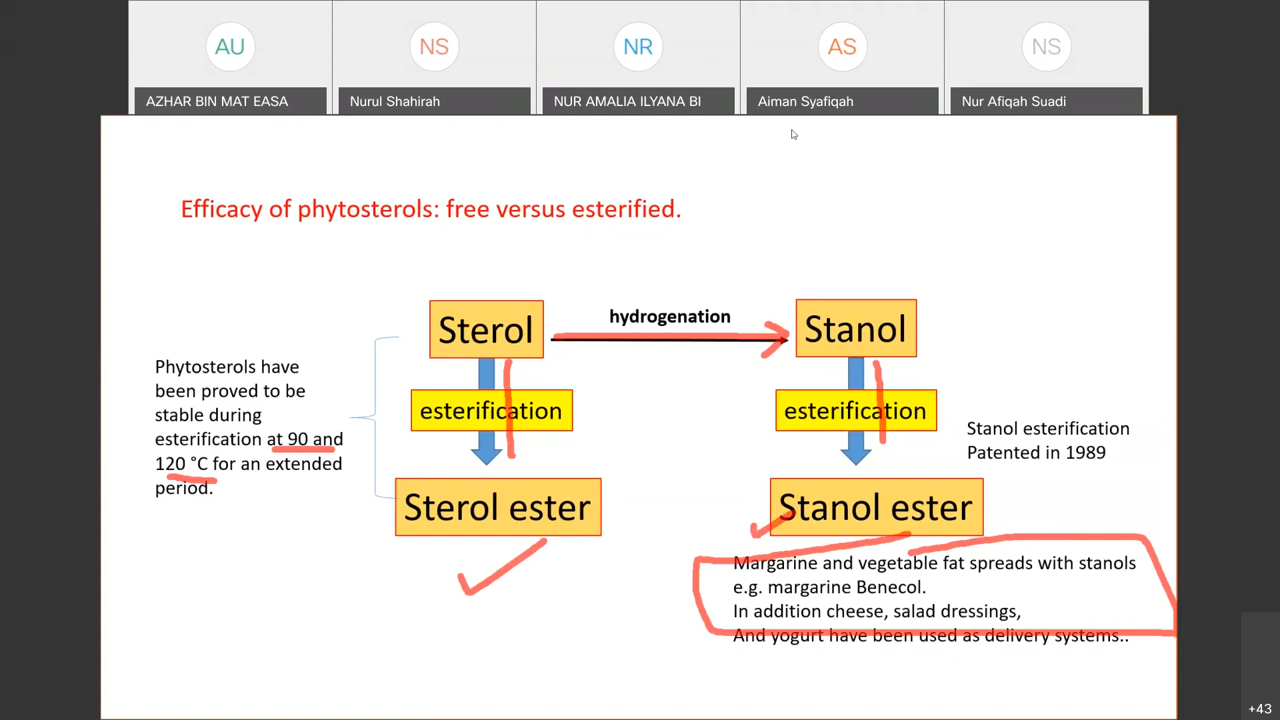 AU
NS
NR
AS
NS
AZHAR BIN MAT EASA
Nurul Shahirah
NUR AMALIA ILYANA BI
Aiman Syafiqah
Nur Afiqah Suadi
Efficacy of phytosterols: free versus esterified.
Sterol
hydrogenation
Stanol
Phytosterols have
been proved to be
stable during
esterification at 90 and
120 °C for an extended
period.
esterification
esterification
Stanol esterification
Patented in 1989
Sterol ester
Stanol ester
Margarine and vegetable fat spreads with stanols
e.g. margarine Benecol.
In addition cheese, salad dressings,
And yogurt have been used as delivery systems..
+43